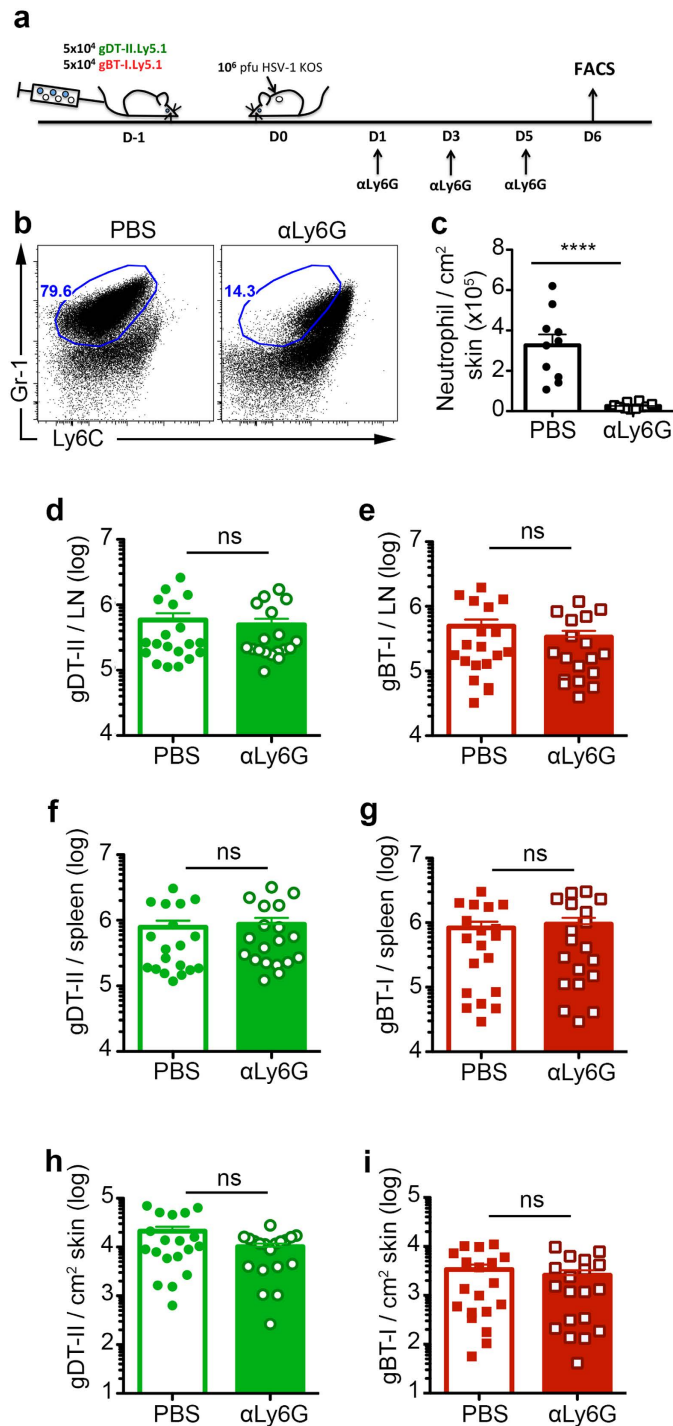 a
5x10⁴ gDT-II.Ly5.1
5x10⁴ gBT-I.Ly5.1
10⁶ pfu HSV-1 KOS
FACS
D-1 D0 D1 D3 D5 D6
αLy6G αLy6G αLy6G
b
PBS αLy6G
79.6 14.3
Gr-1
Ly6C
c
****
Neutrophil / cm²
skin (x10⁵)
8
6
4
2
0
PBS αLy6G
d
ns
gDT-II / LN (log)
7
6
5
4
PBS αLy6G
e
ns
gBT-I / LN (log)
7
6
5
4
PBS αLy6G
f
ns
gDT-II / spleen (log)
7
6
5
4
PBS αLy6G
g
ns
gBT-I / spleen (log)
7
6
5
4
PBS αLy6G
h
ns
gDT-II / cm² skin (log)
5
4
3
2
1
PBS αLy6G
i
ns
gBT-I / cm² skin (log)
5
4
3
2
1
PBS αLy6G